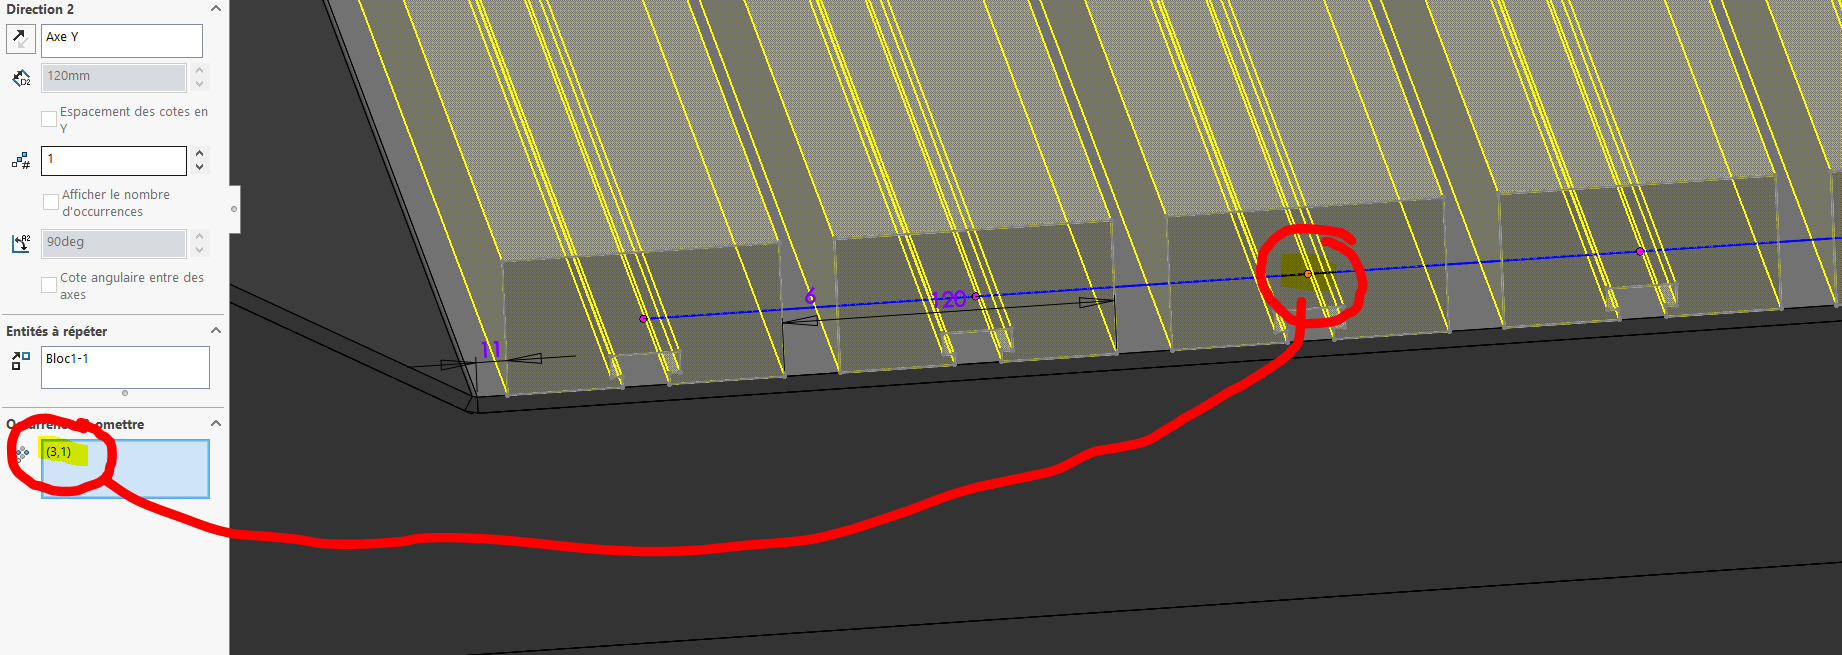 Direction 2
Axe Y
120mm
Espacement des cotes en
Y
1
Afficher le nombre
d'occurrences
90deg
Cote angulaire entre des
axes
Entités à répéter
Bloc1-1
omettre
(3,1)
11
6
120